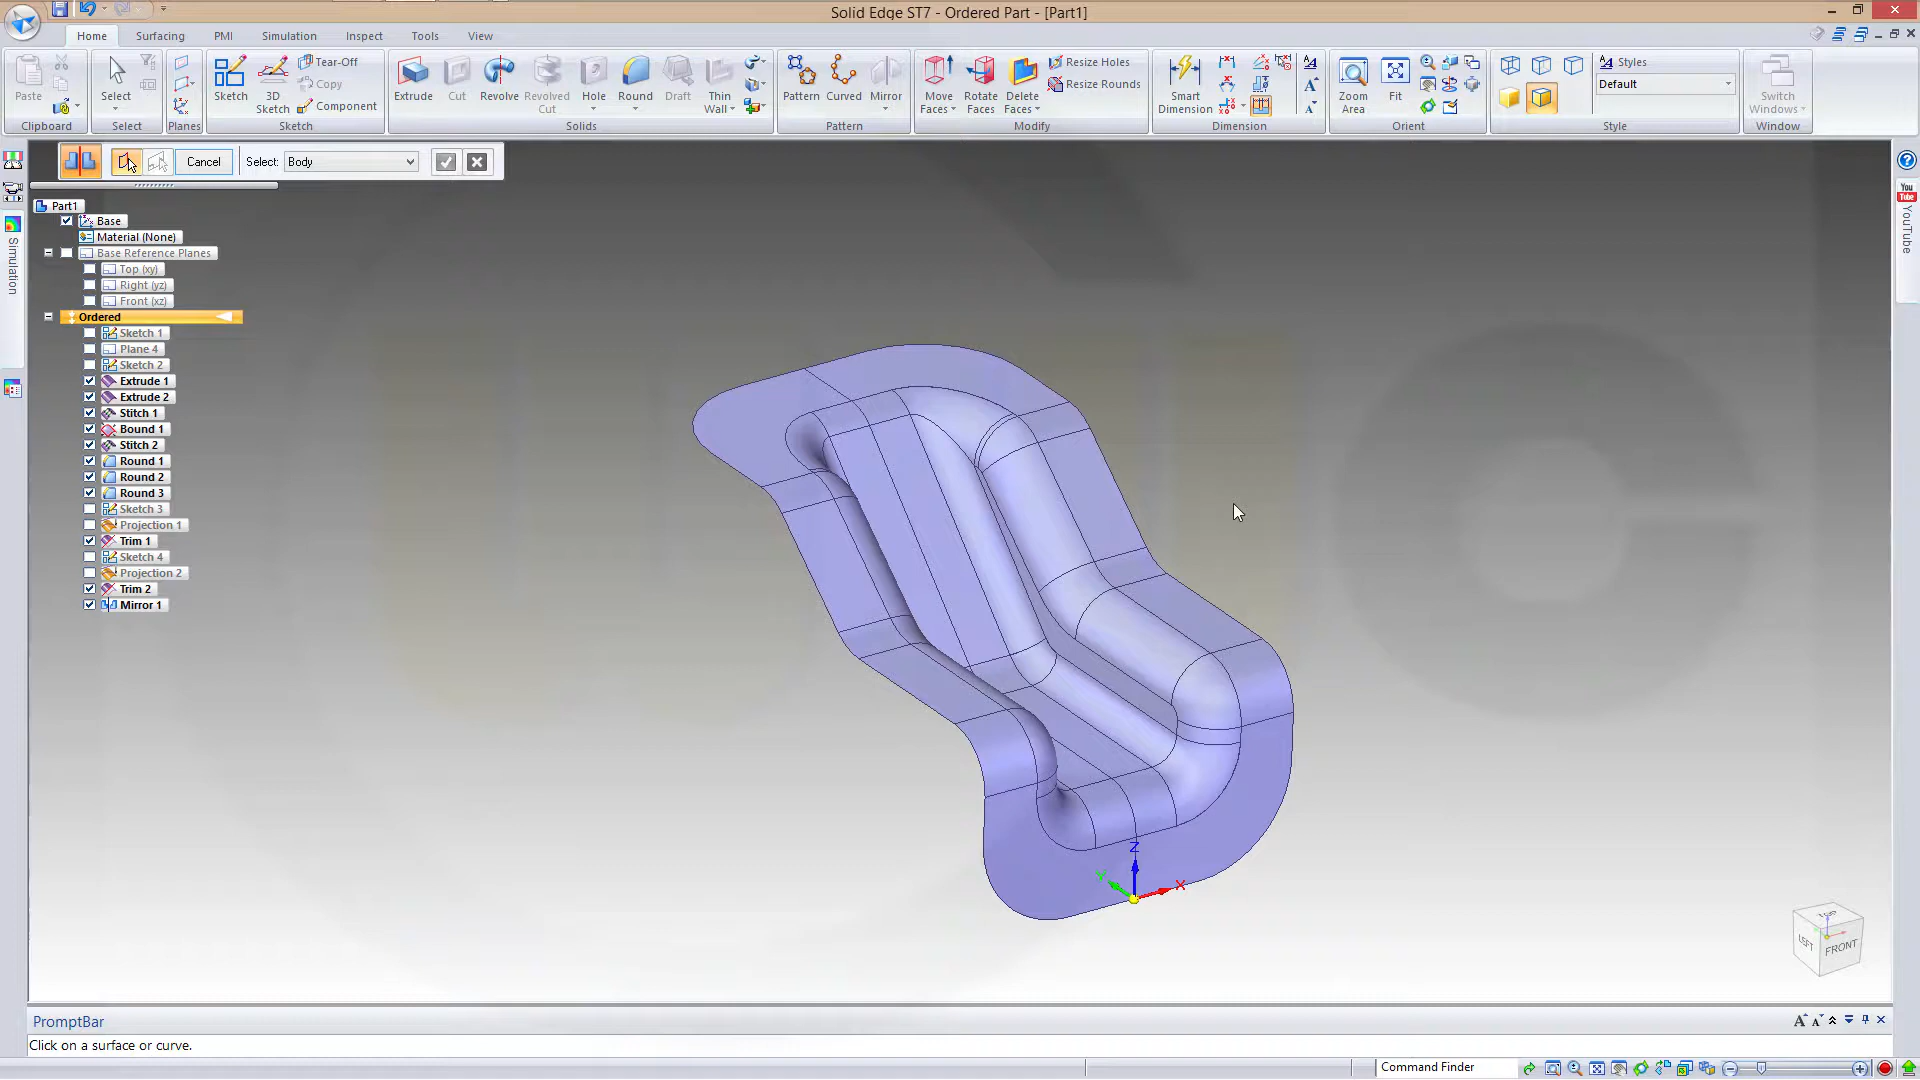 Solid Edge ST7 - Ordered Part - [Part1]
Home Surfacing PMI Simulation Inspect Tools View
Paste
Clipboard
Select
Select
Planes
Sketch
3D Sketch
Tear-Off
Copy
Component
Sketch
Extrude Cut Revolve Revolved Cut Hole Round Draft Thin Wall
Solids
Pattern Curved Mirror
Pattern
Move Faces Rotate Faces Delete Faces
Resize Holes
Resize Rounds
Modify
Smart Dimension
Dimension
Zoom Area Fit
Orient
Styles
Default
Style
Switch Windows
Window
Cancel Select: Body
Simulation
YouTube
You Tube
Part1
Base
Material (None)
Base Reference Planes
Top (xy)
Right (yz)
Front (xz)
Ordered
Sketch 1
Plane 4
Sketch 2
Extrude 1
Extrude 2
Stitch 1
Bound 1
Stitch 2
Round 1
Round 2
Round 3
Sketch 3
Projection 1
Trim 1
Sketch 4
Projection 2
Trim 2
Mirror 1
Z
Y
X
TOP
LEFT
FRONT
PromptBar
Click on a surface or curve.
Command Finder